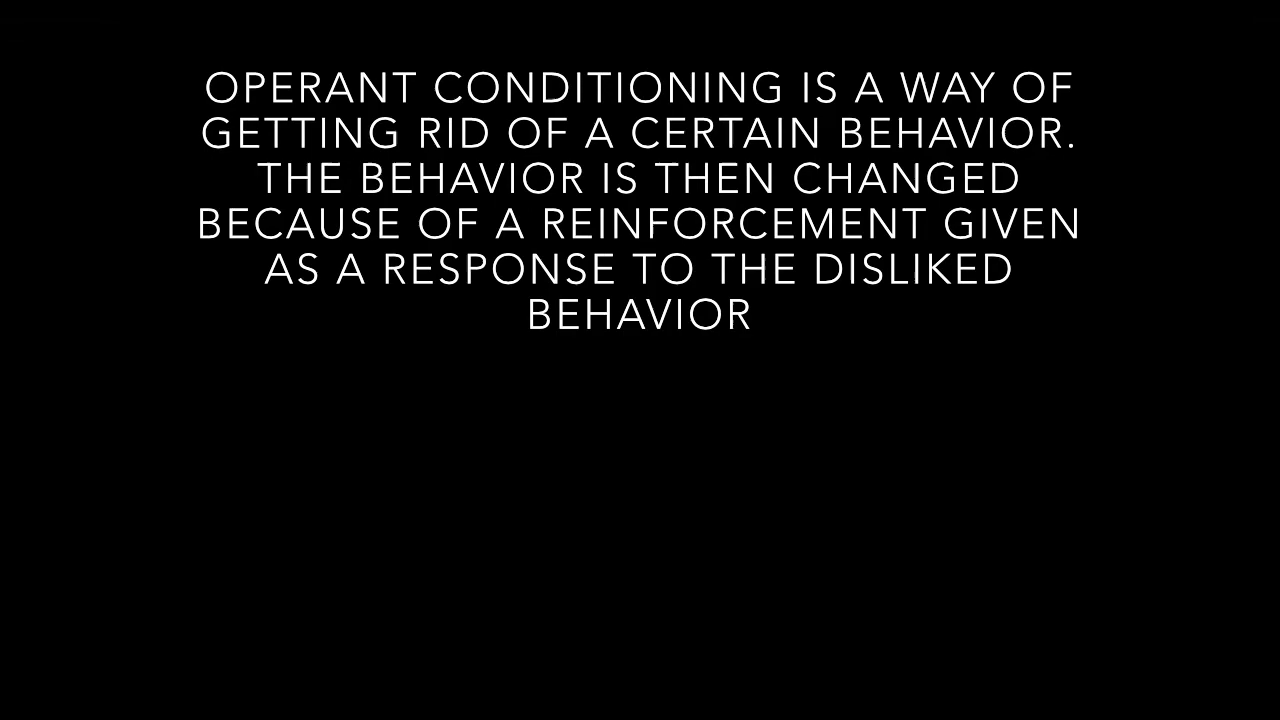 OPERANT CONDITIONING IS A WAY OF
GETTING RID OF A CERTAIN BEHAVIOR.
THE BEHAVIOR IS THEN CHANGED
BECAUSE OF A REINFORCEMENT GIVEN
AS A RESPONSE TO THE DISLIKED
BEHAVIOR